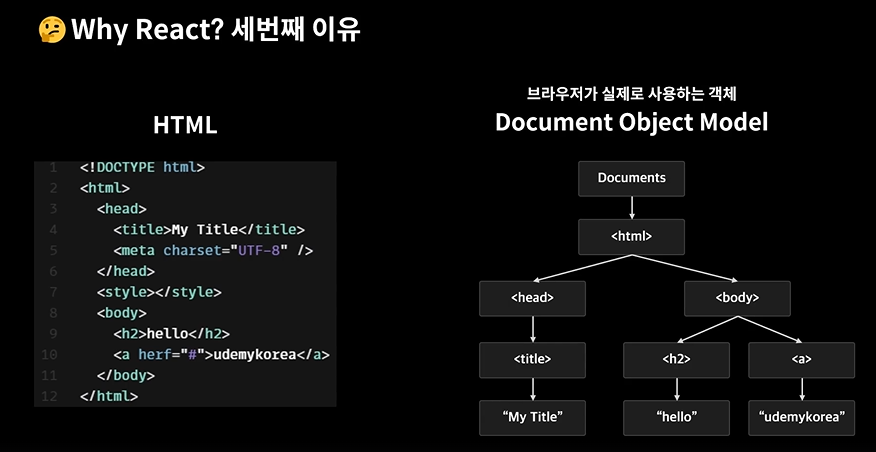 🤔 Why React? 세번째 이유
HTML
1 <!DOCTYPE html>
2 <html>
3 <head>
4 <title>My Title</title>
5 <meta charset="UTF-8" />
6 </head>
7 <style></style>
8 <body>
9 <h2>hello</h2>
10 <a herf="#">udemykorea</a>
11 </body>
12 </html>
브라우저가 실제로 사용하는 객체
Document Object Model
Documents
<html>
<head> <body>
<title> <h2> <a>
“My Title” “hello” “udemykorea”